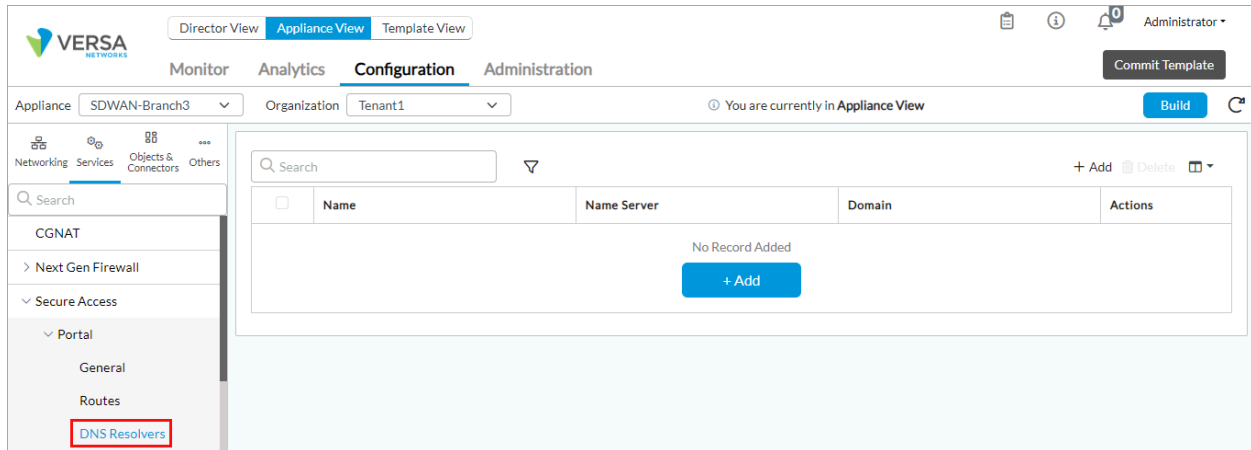 Director View Appliance View Template View 0 Administrator
VERSA
NETWORKS
Monitor Analytics Configuration Administration Commit Template
Appliance SDWAN-Branch3 Organization Tenant1 You are currently in Appliance View Build
Networking Services Objects & Connectors Others
Search
Search + Add Delete
Name Name Server Domain Actions
CGNAT
No Record Added
> Next Gen Firewall
+ Add
Secure Access
Portal
General
Routes
DNS Resolvers